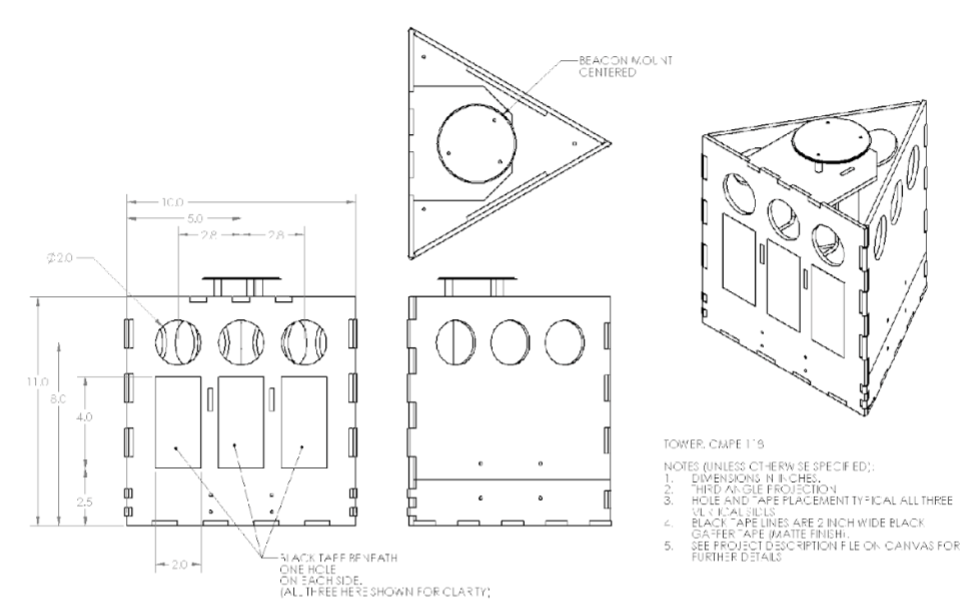 BEACON MOUNT
CENTERED
10.0
5.0
2.8 2.8
Ø2.0
11.0
8.0
4.0
2.5
2.0
BLACK TAPE BENEATH
ONE HOLE
ON EACH SIDE.
(ALL THREE HERE SHOWN FOR CLARITY)
TOWER, CMPE 118
NOTES (UNLESS OTHERWISE SPECIFIED):
1. DIMENSIONS IN INCHES.
2. THIRD ANGLE PROJECTION
3. HOLE AND TAPE PLACEMENT TYPICAL ALL THREE
VERTICAL SIDES
4. BLACK TAPE LINES ARE 2 INCH WIDE BLACK
GAFFER TAPE (MATTE FINISH).
5. SEE PROJECT DESCRIPTION FILE ON CANVAS FOR
FURTHER DETAILS